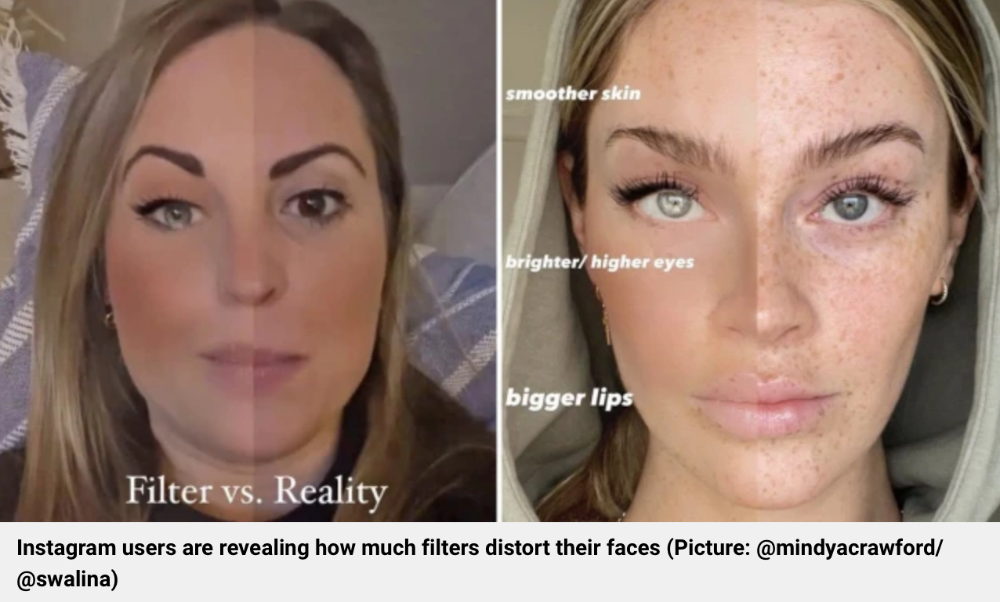 smoother skin
brighter/ higher eyes
bigger lips
Filter vs. Reality
Instagram users are revealing how much filters distort their faces (Picture: @mindyacrawford/
@swalina)